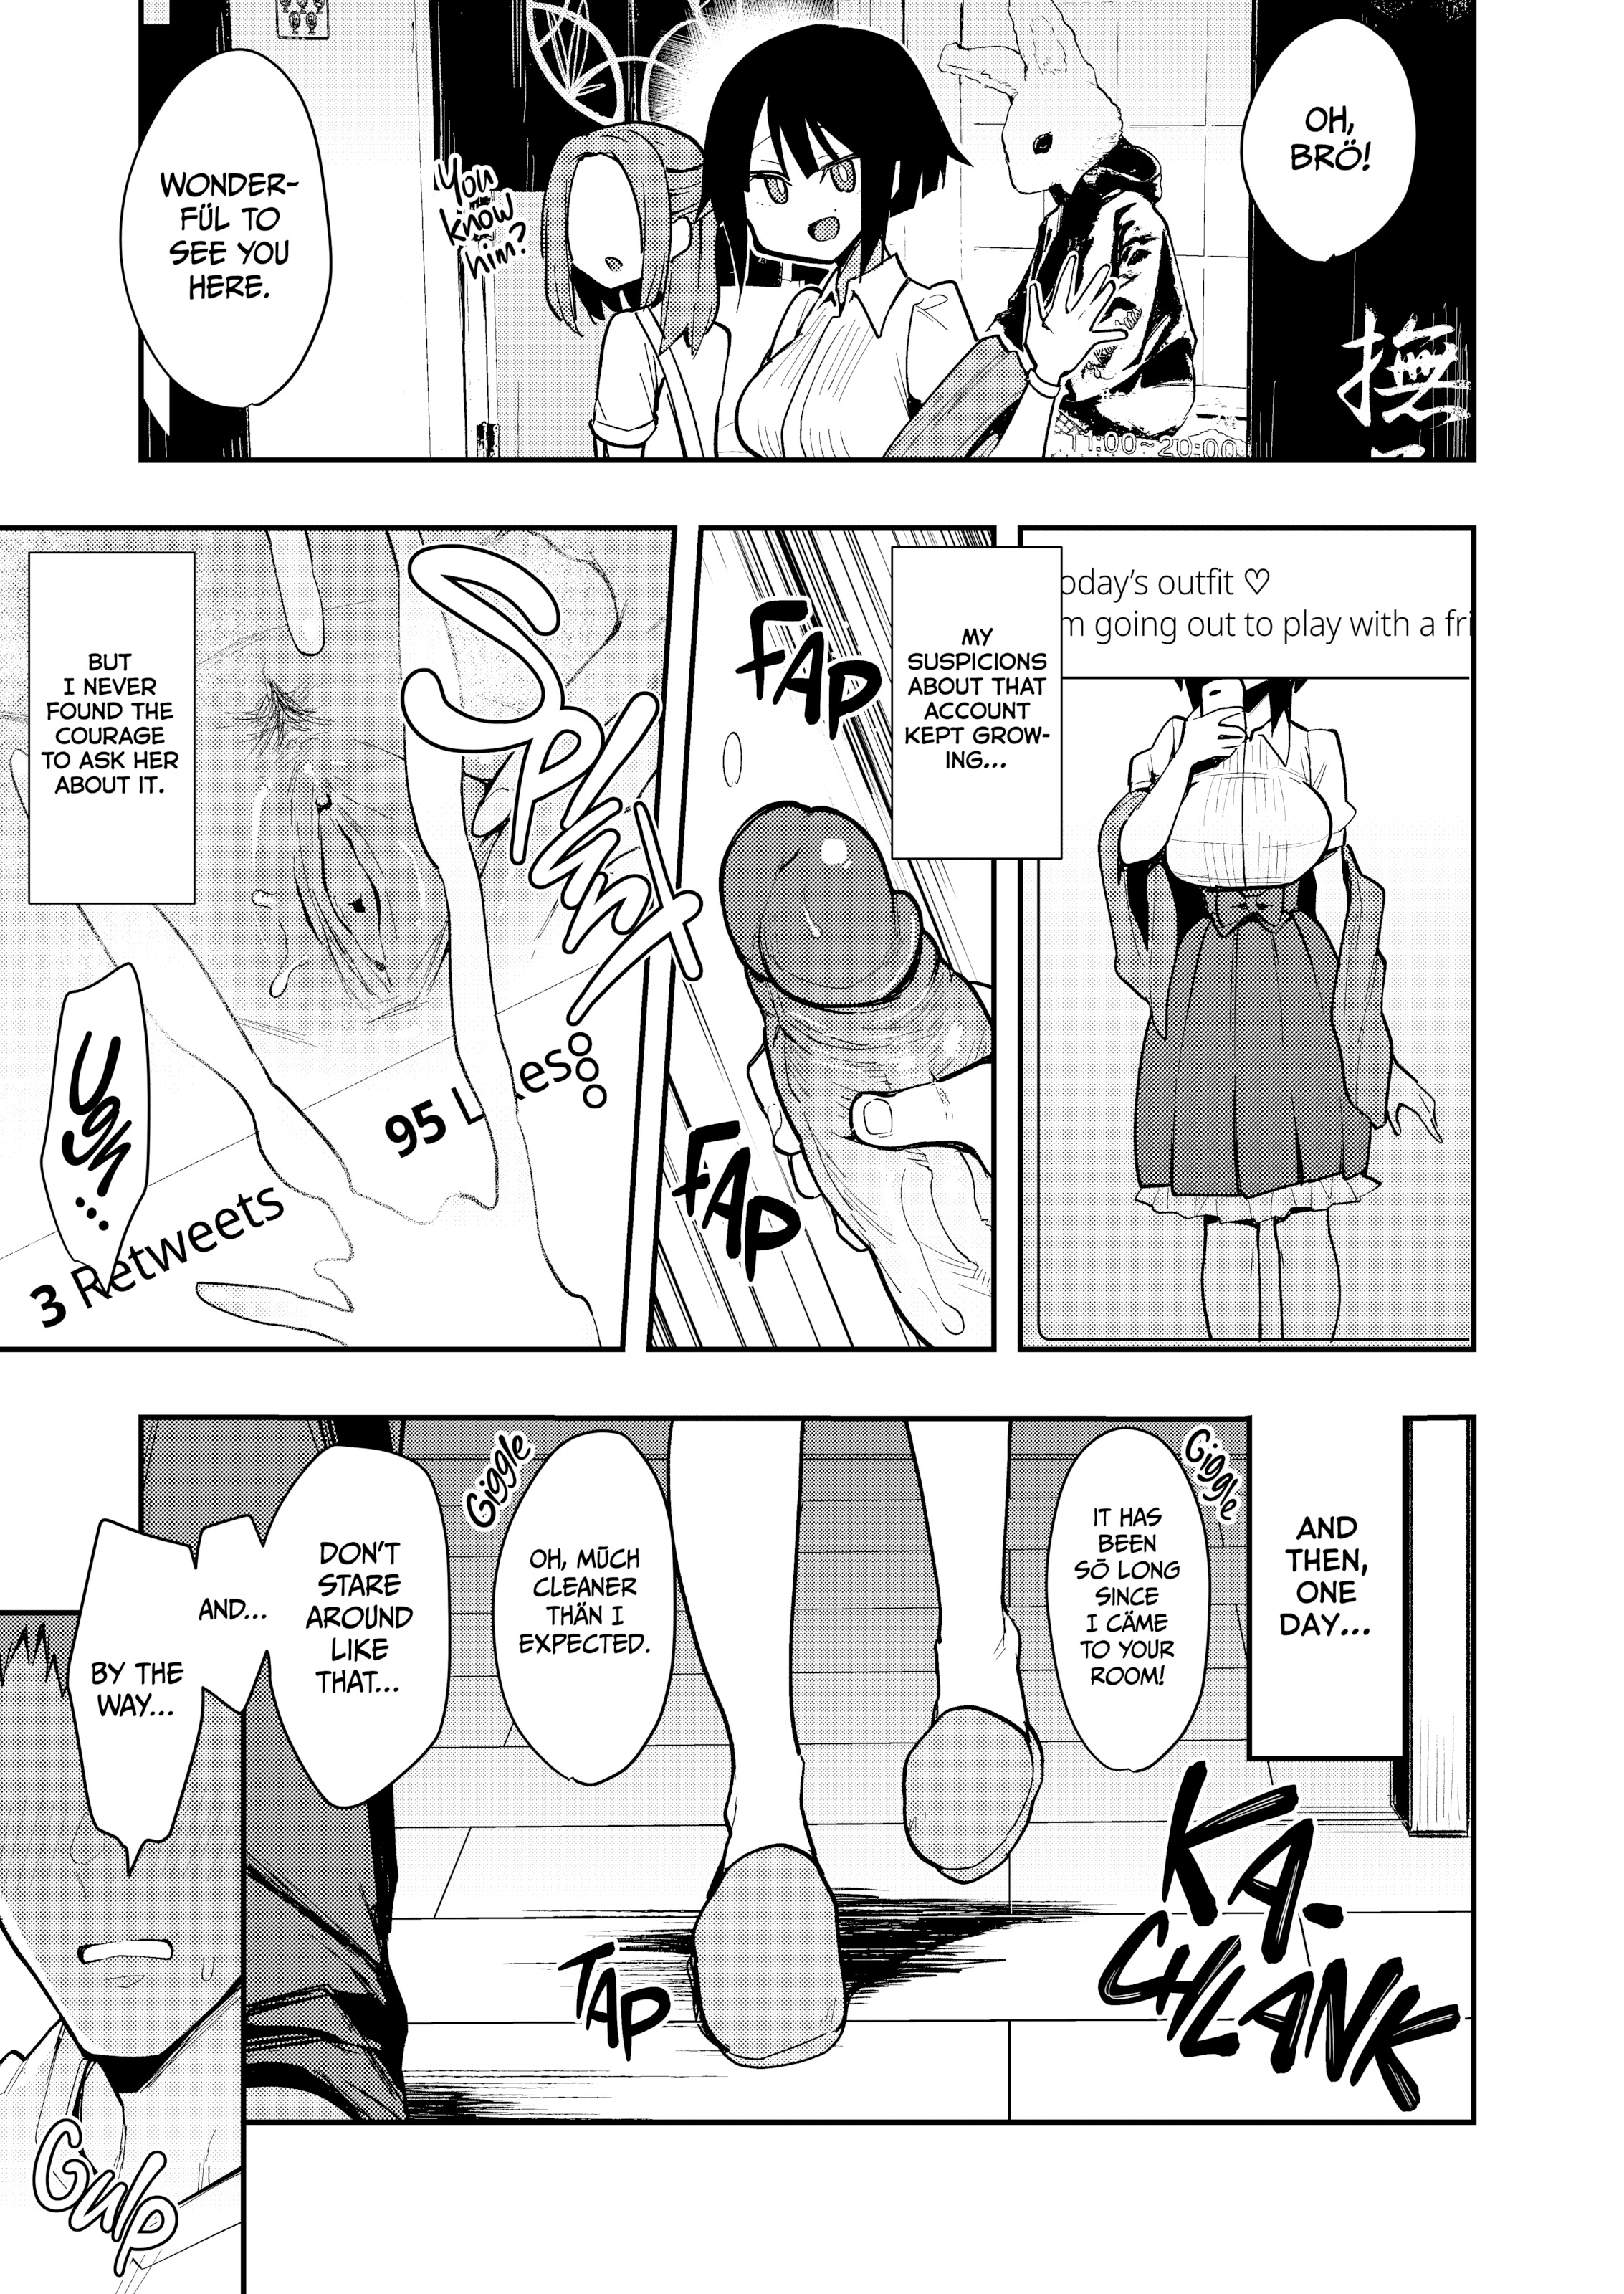 OH,
BRÖ!
You
know
him?
WONDER-
FÜL TO
SEE YOU
HERE.
撫
11:00~20:00
oday's outfit ♡
m going out to play with a fri
MY
SUSPICIONS
ABOUT THAT
ACCOUNT
KEPT GROW-
ING...
FAP
FAP
Splurt
BUT
I NEVER
FOUND THE
COURAGE
TO ASK HER
ABOUT IT.
Ugh...
95 Likes
3 Retweets
AND
THEN,
ONE
DAY...
KA-
CHLANK
Giggle
IT HAS
BEEN
SŌ LONG
SINCE
I CÄME
TO YOUR
ROOM!
Giggle
OH, MŪCH
CLEANER
THÄN I
EXPECTED.
TAP
DON'T
STARE
AROUND
LIKE
THAT...
AND...
BY THE
WAY...
Gulp